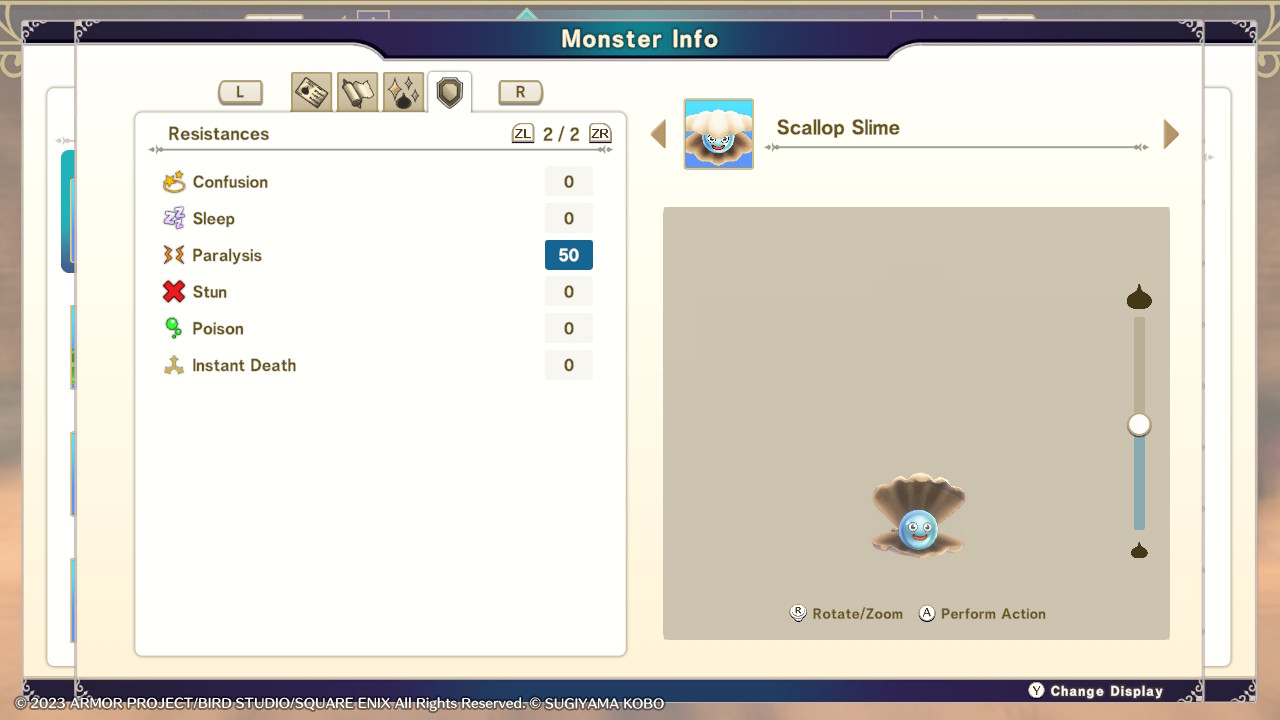 Monster Info
L
R
Resistances ZL 2 / 2 ZR
Confusion 0
Sleep 0
Paralysis 50
Stun 0
Poison 0
Instant Death 0
Scallop Slime
R Rotate/Zoom A Perform Action
Y Change Display
© 2023 ARMOR PROJECT/BIRD STUDIO/SQUARE ENIX All Rights Reserved. © SUGIYAMA KOBO